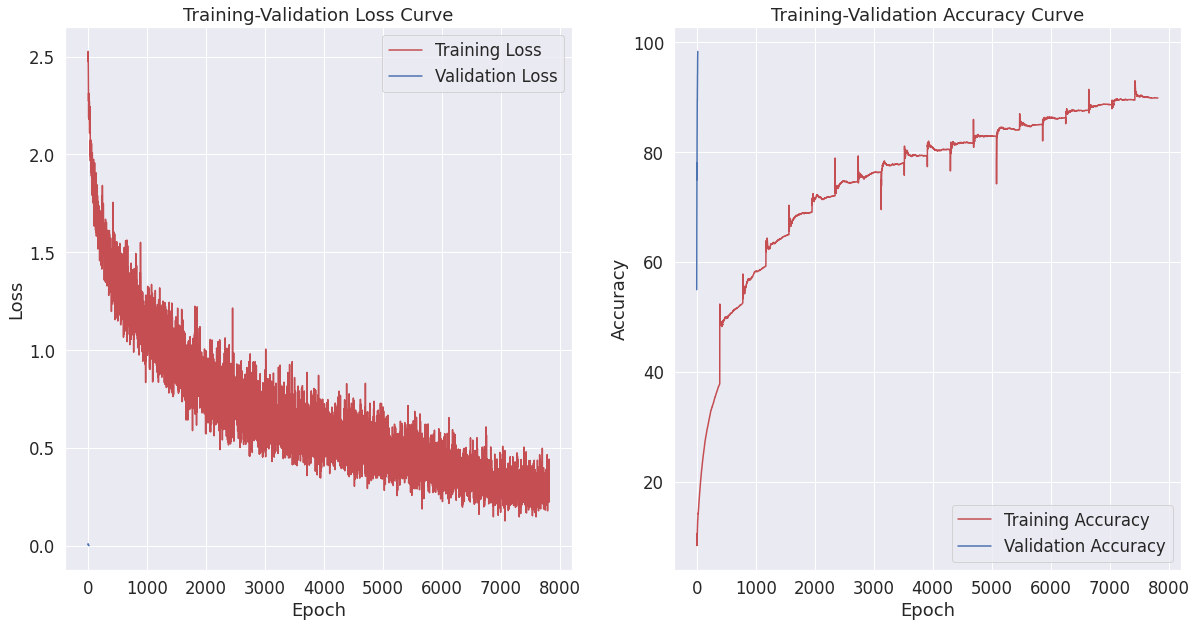 Training-Validation Loss Curve
Training Loss
Validation Loss
2.5
2.0
1.5
1.0
0.5
0.0
Loss
0 1000 2000 3000 4000 5000 6000 7000 8000
Epoch
Training-Validation Accuracy Curve
100
80
60
40
20
Accuracy
Training Accuracy
Validation Accuracy
0 1000 2000 3000 4000 5000 6000 7000 8000
Epoch